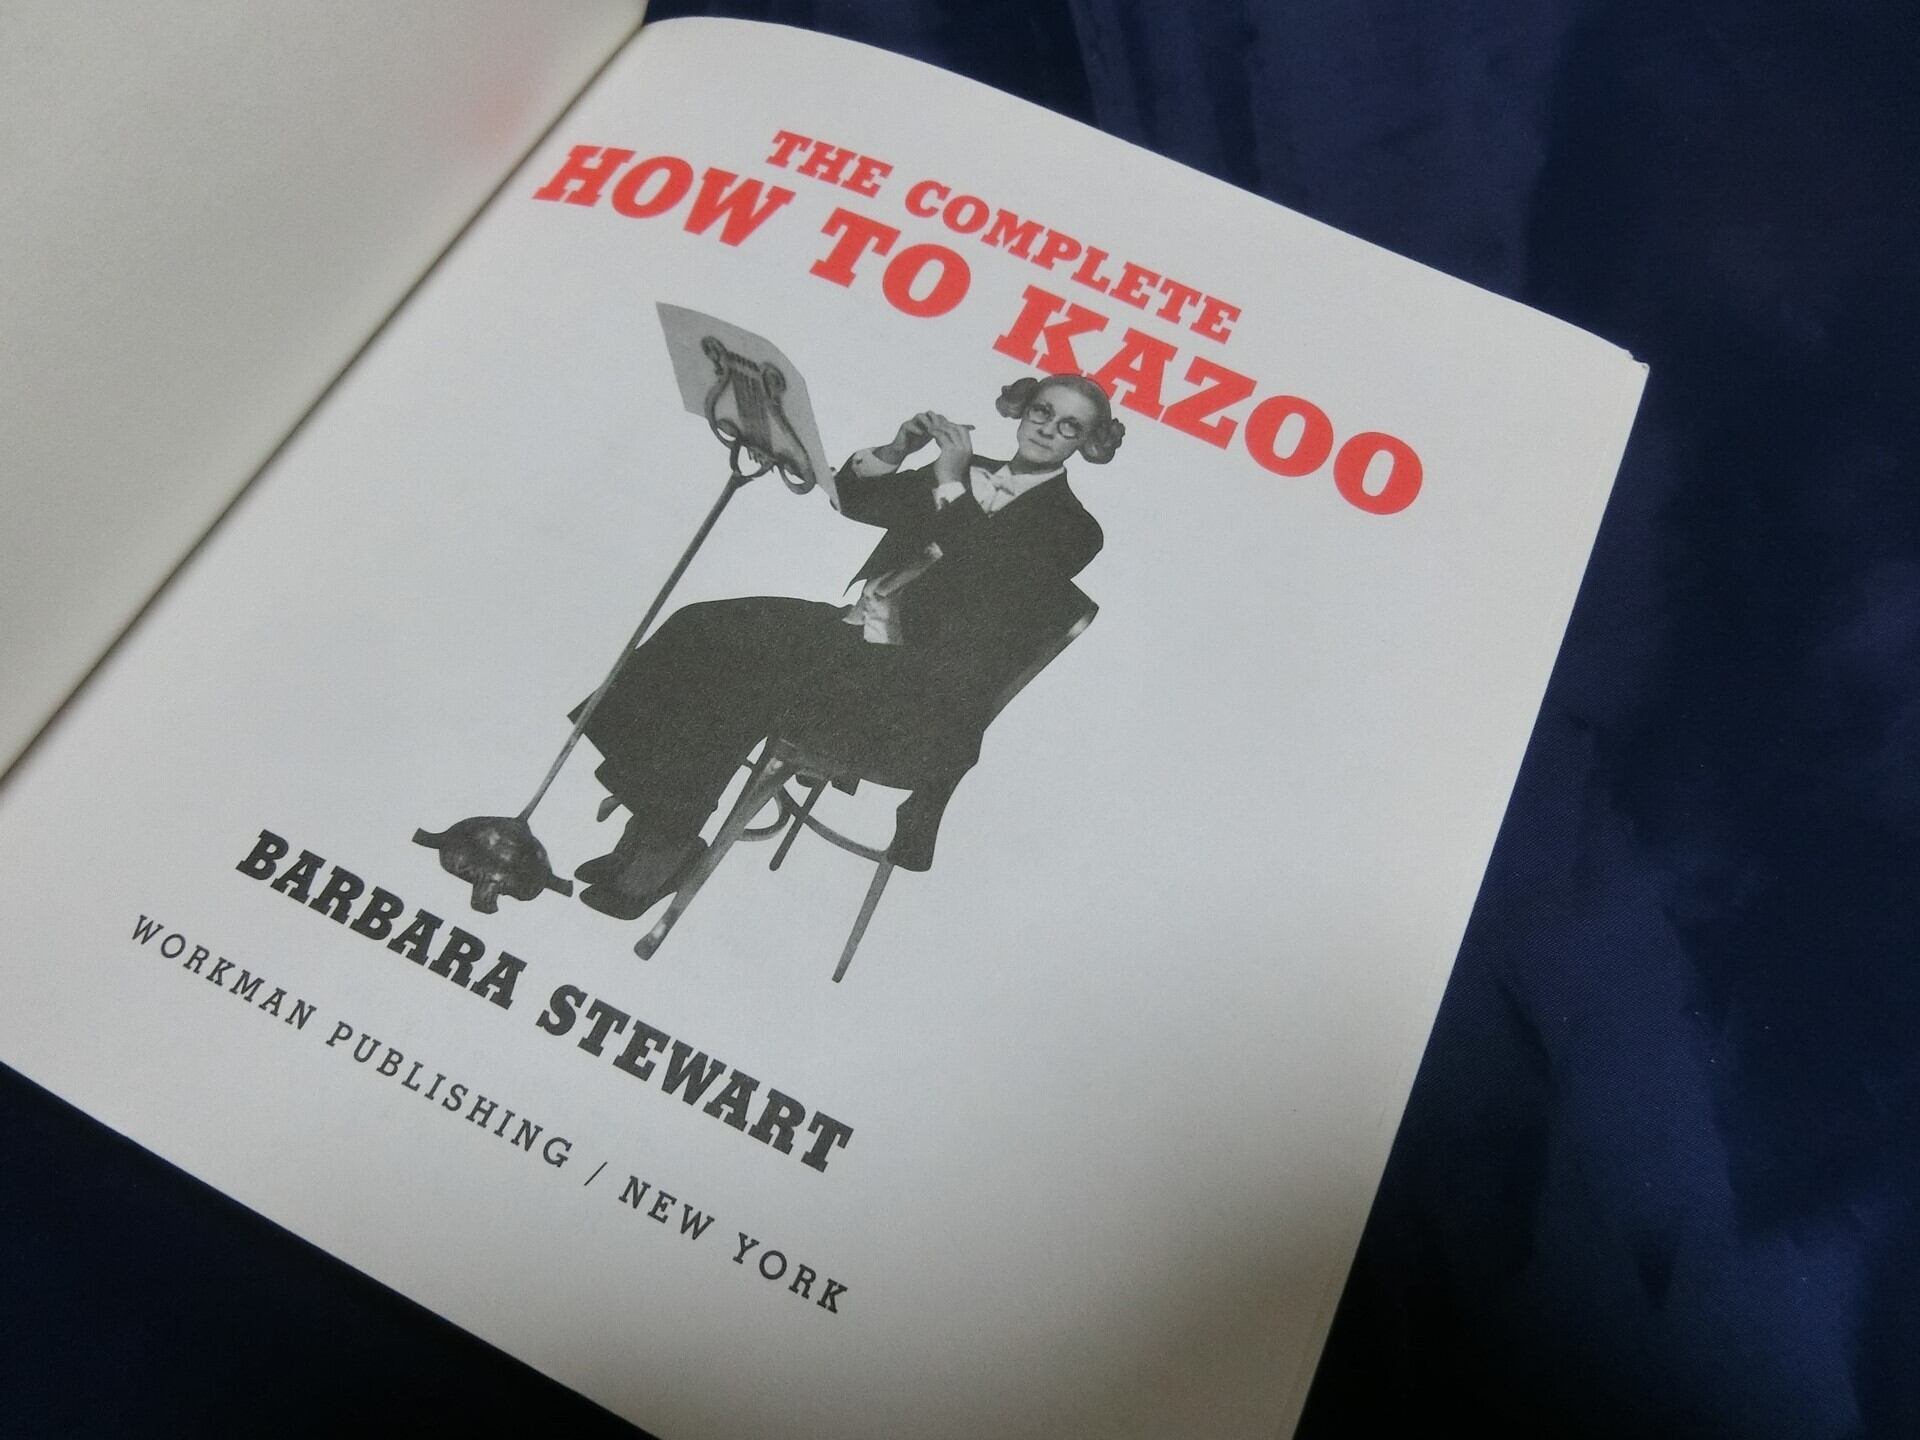 THE COMPLETE
HOW TO KAZOO
BARBARA STEWART
WORKMAN PUBLISHING / NEW YORK